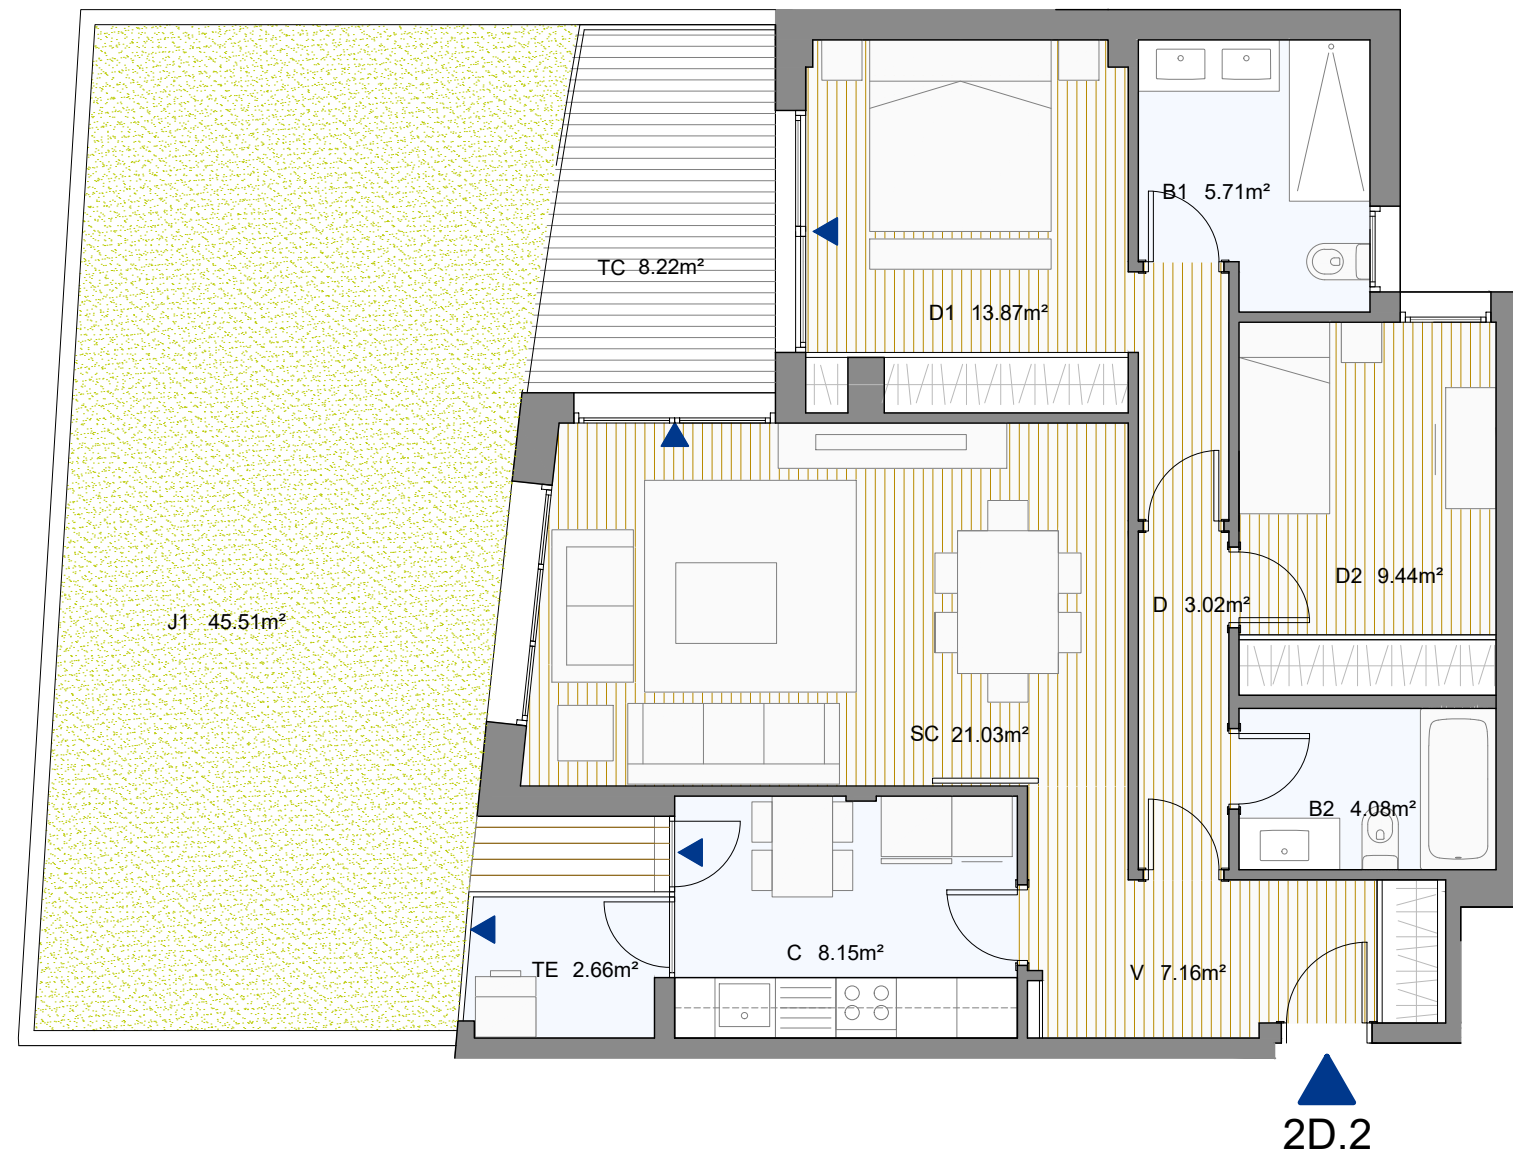 B1 5.71m²
TC 8.22m²
D1 13.87m²
D2 9.44m²
D 3.02m²
J1 45.51m²
SC 21.03m²
B2 4.08m²
C 8.15m²
TE 2.66m²
V 7.16m²
2D.2